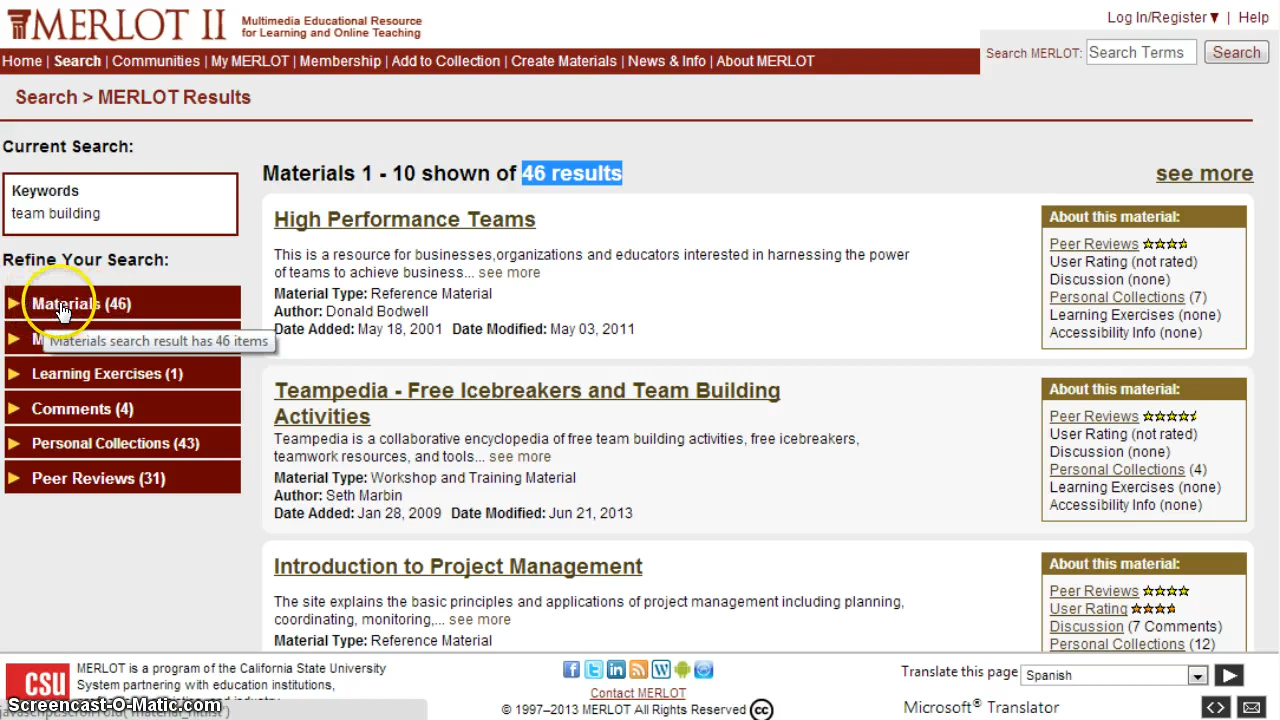 MERLOT II
Multimedia Educational Resource
for Learning and Online Teaching
Log In/Register▼ | Help
Home | Search | Communities | My MERLOT | Membership | Add to Collection | Create Materials | News & Info | About MERLOT
Search MERLOT: Search Terms Search
Search > MERLOT Results
Current Search:
Keywords
team building
Refine Your Search:
Materials (46)
M
Materials search result has 46 items
Learning Exercises (1)
Comments (4)
Personal Collections (43)
Peer Reviews (31)
Materials 1 - 10 shown of 46 results
see more
High Performance Teams
This is a resource for businesses,organizations and educators interested in harnessing the power
of teams to achieve business... see more
Material Type: Reference Material
Author: Donald Bodwell
Date Added: May 18, 2001 Date Modified: May 03, 2011
About this material:
Peer Reviews
User Rating (not rated)
Discussion (none)
Personal Collections (7)
Learning Exercises (none)
Accessibility Info (none)
Teampedia - Free Icebreakers and Team Building
Activities
Teampedia is a collaborative encyclopedia of free team building activities, free icebreakers,
teamwork resources, and tools... see more
Material Type: Workshop and Training Material
Author: Seth Marbin
Date Added: Jan 28, 2009 Date Modified: Jun 21, 2013
About this material:
Peer Reviews
User Rating (not rated)
Discussion (none)
Personal Collections (4)
Learning Exercises (none)
Accessibility Info (none)
Introduction to Project Management
The site explains the basic principles and applications of project management including planning,
coordinating, monitoring,... see more
Material Type: Reference Material
About this material:
Peer Reviews
User Rating
Discussion (7 Comments)
Personal Collections (12)
CSU
MERLOT is a program of the California State University
System partnering with education institutions,
Screencast-O-Matic.com
Contact MERLOT
© 1997–2013 MERLOT All Rights Reserved cc
Translate this page Spanish
Microsoft® Translator